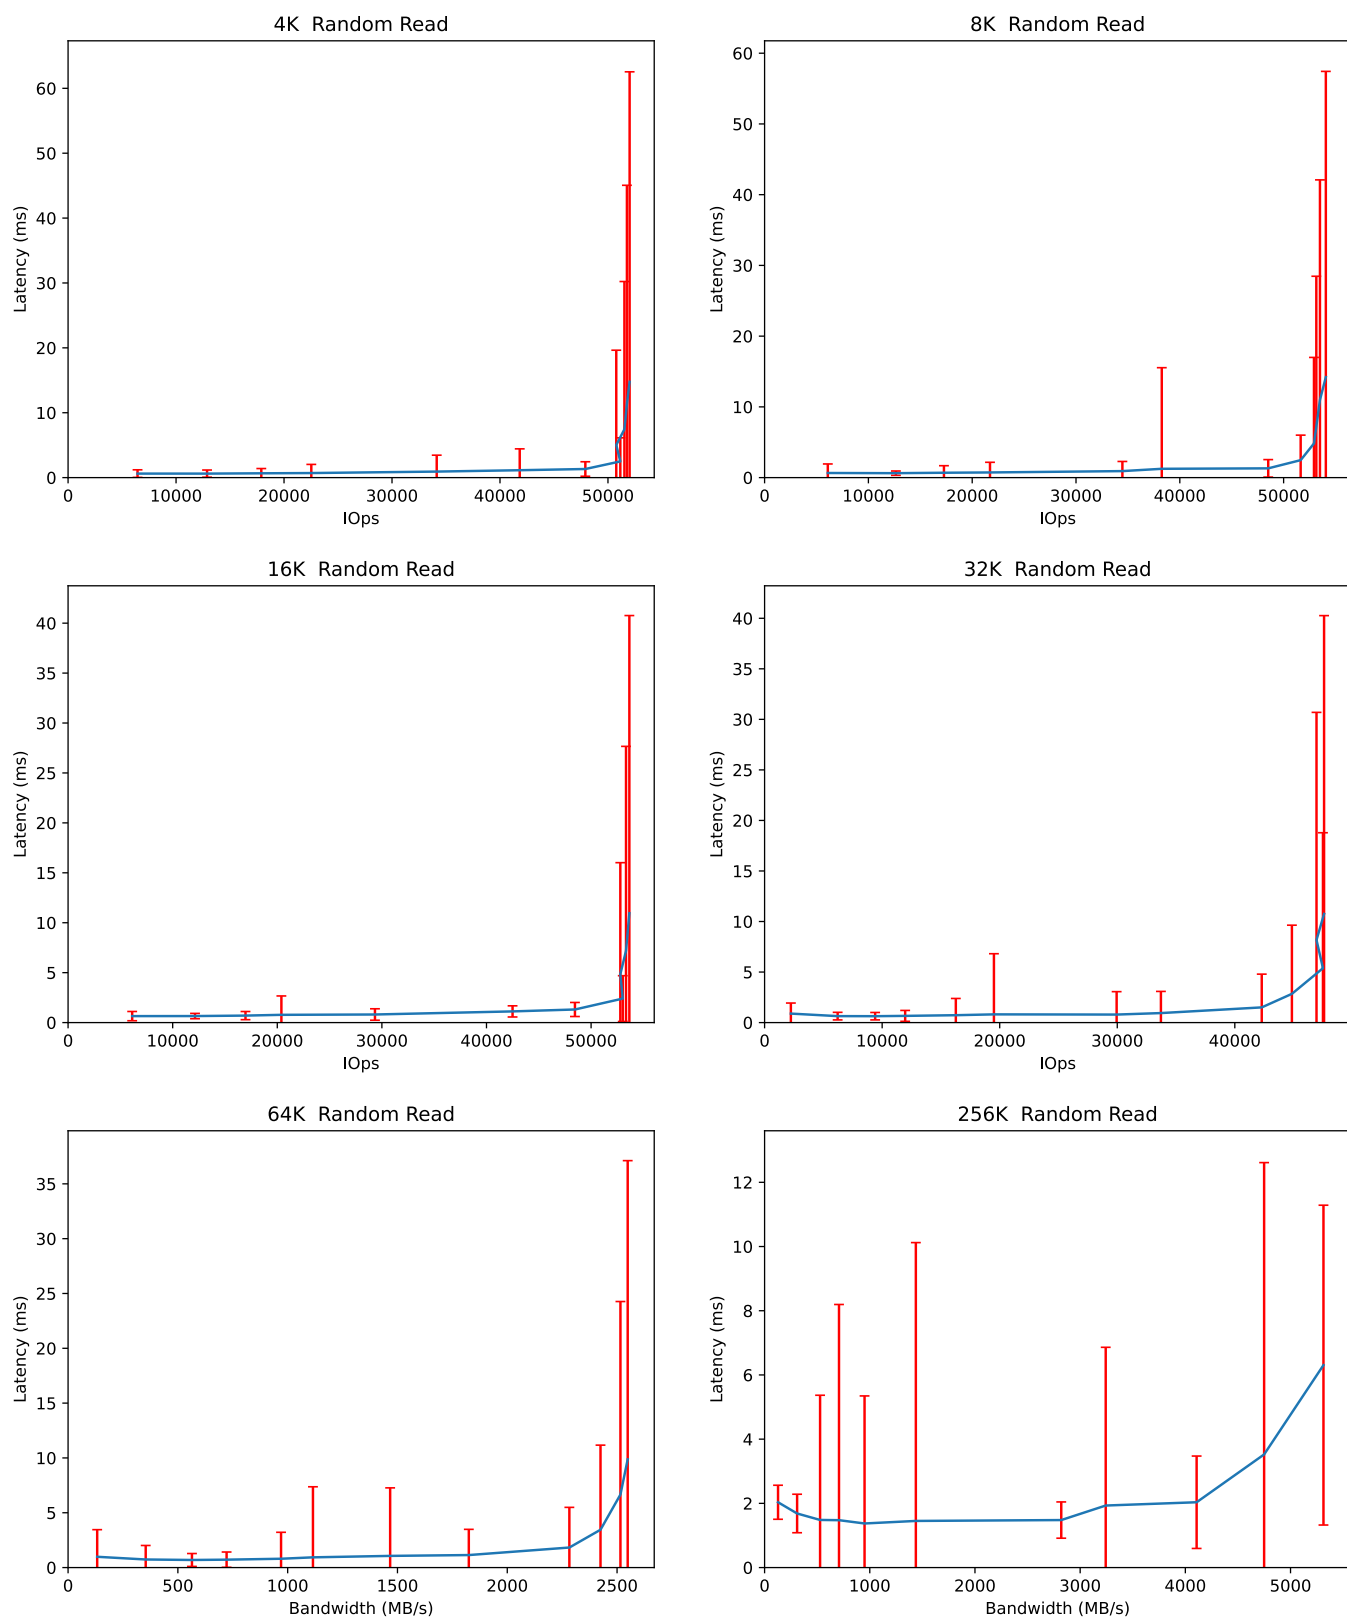 4K  Random Read
60
50
40
30
20
10
0
Latency (ms)
0 10000 20000 30000 40000 50000
IOps
8K  Random Read
60
50
40
30
20
10
0
Latency (ms)
0 10000 20000 30000 40000 50000
IOps
16K  Random Read
40
35
30
25
20
15
10
5
0
Latency (ms)
0 10000 20000 30000 40000 50000
IOps
32K  Random Read
40
35
30
25
20
15
10
5
0
Latency (ms)
0 10000 20000 30000 40000
IOps
64K  Random Read
35
30
25
20
15
10
5
0
Latency (ms)
0 500 1000 1500 2000 2500
Bandwidth (MB/s)
256K  Random Read
12
10
8
6
4
2
0
Latency (ms)
0 1000 2000 3000 4000 5000
Bandwidth (MB/s)